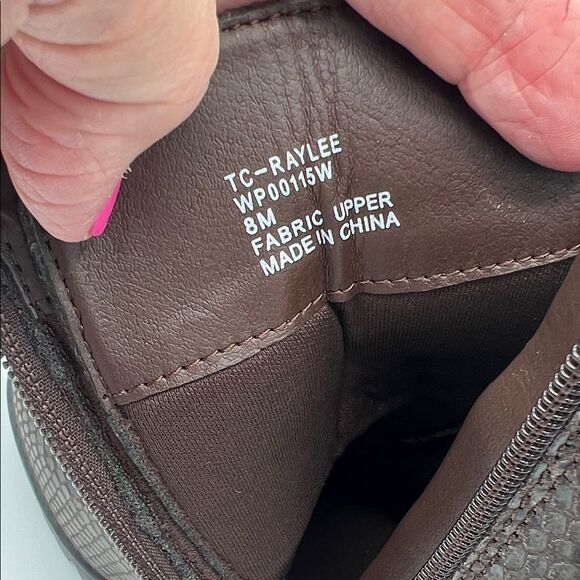 TC-RAYLEE
WP00115W
8M
FABRIC UPPER
MADE IN CHINA